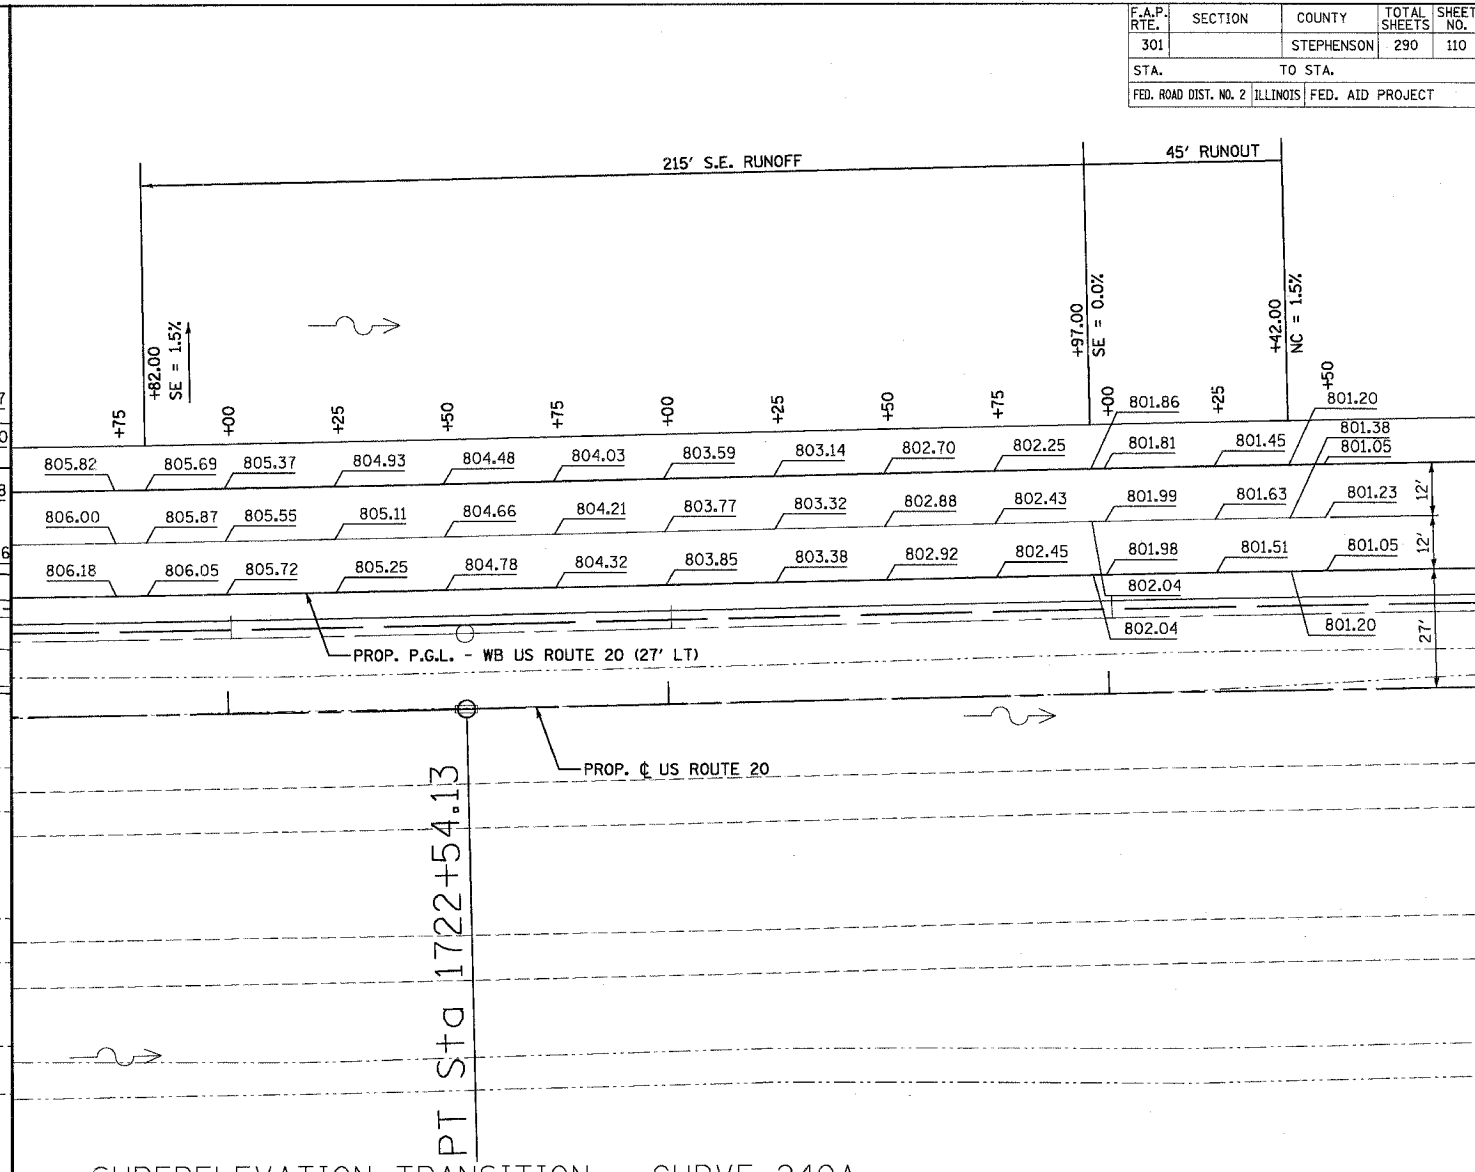 F.A.P. RTE. SECTION COUNTY TOTAL SHEETS SHEET NO.
301 STEPHENSON 290 110
STA. TO STA.
FED. ROAD DIST. NO. 2 ILLINOIS FED. AID PROJECT
215' S.E. RUNOFF 45' RUNOUT
+82.00
SE = 1.5%
+97.00
SE = 0.0%
+42.00
NC = 1.5%
+75 +00 +25 +50 +75 +00 +25 +50 +75 +00 +25 +50
801.86 801.20
801.38
805.82 805.69 805.37 804.93 804.48 804.03 803.59 803.14 802.70 802.25 801.81 801.45 801.05
806.00 805.87 805.55 805.11 804.66 804.21 803.77 803.32 802.88 802.43 801.99 801.63 801.23
806.18 806.05 805.72 805.25 804.78 804.32 803.85 803.38 802.92 802.45 801.98 801.51 801.05
802.04
802.04 801.20
12'
12'
27'
PROP. P.G.L. - WB US ROUTE 20 (27' LT)
PROP. ℄ US ROUTE 20
PT Sta 1722+54.13
SUPERELEVATION TRANSITION - CURVE 240A